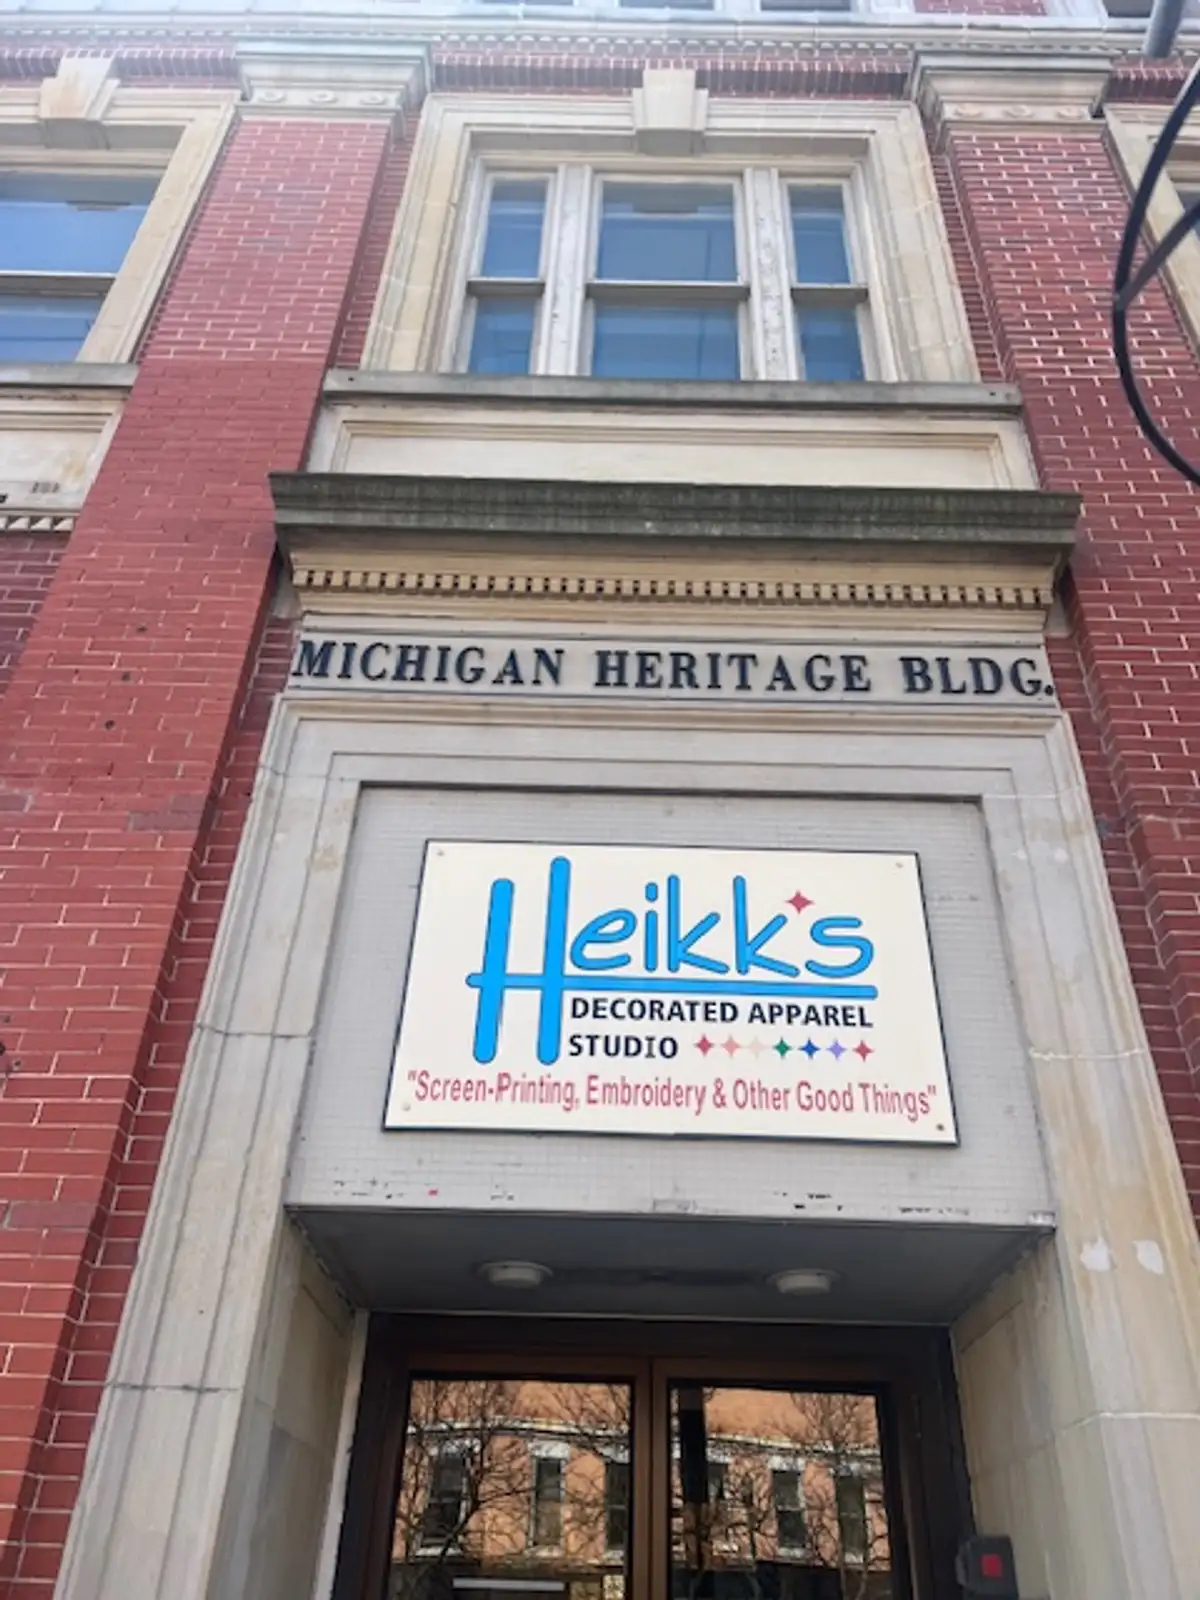 MICHIGAN HERITAGE BLDG.
Heikk's
DECORATED APPAREL
STUDIO
"Screen-Printing, Embroidery & Other Good Things"